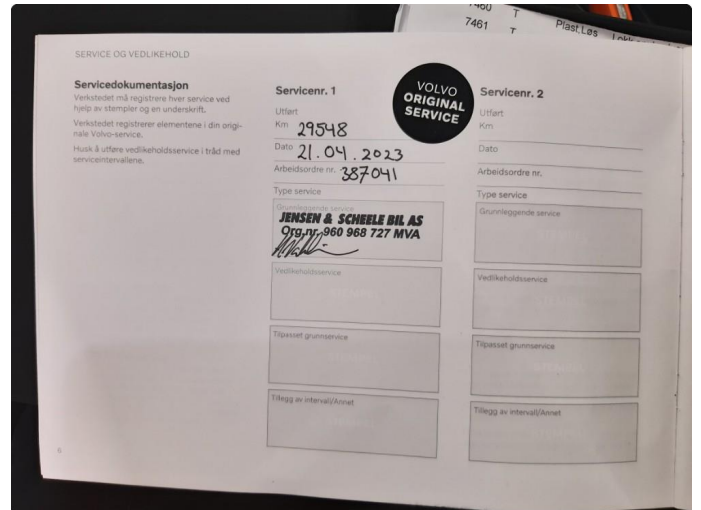 7460 T
7461 T Plast,Løs
SERVICE OG VEDLIKEHOLD
Servicedokumentasjon
Verkstedet må registrere hver service ved
hjelp av stempler og en underskrift.
Verkstedet registrerer elementene i din origi-
nale Volvo-service.
Husk å utføre vedlikeholdsservice i tråd med
serviceintervallene.
Servicenr. 1
Utført
Km 29548
Dato 21.04.2023
Arbeidsordre nr. 387041
Type service
Grunnleggende service
JENSEN & SCHEELE BIL AS
Org.nr. 960 968 727 MVA
Vedlikeholdsservice
Tilpasset grunnservice
Tillegg av intervall/Annet
VOLVO
ORIGINAL
SERVICE
Servicenr. 2
Utført
Km
Dato
Arbeidsordre nr.
Type service
Grunnleggende service
Vedlikeholdsservice
Tilpasset grunnservice
Tillegg av intervall/Annet
6